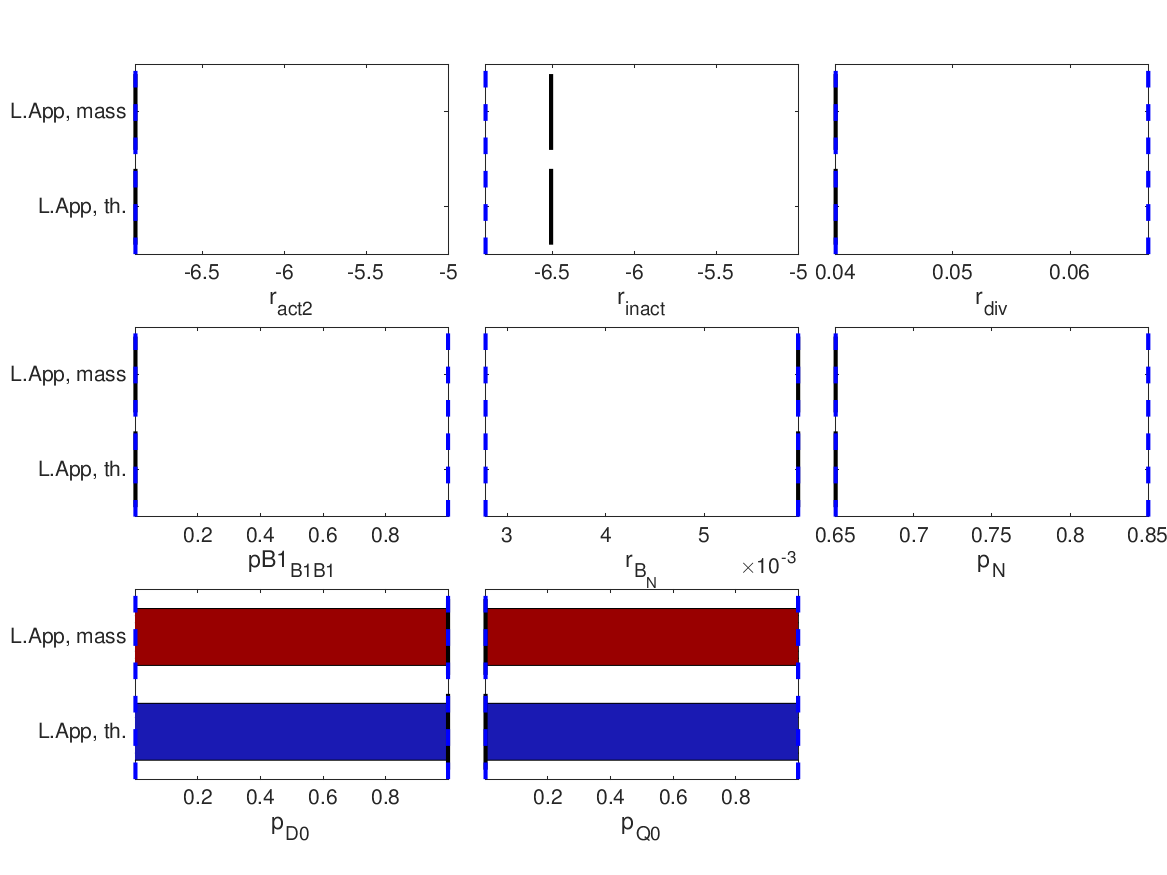 L.App, mass
L.App, th.
-6.5 -6 -5.5 -5
r_act2
-6.5 -6 -5.5 -5
r_inact
0.04 0.05 0.06
r_div
L.App, mass
L.App, th.
0.2 0.4 0.6 0.8
pB1_B1B1
3 4 5
×10^-3
r_B_N
0.65 0.7 0.75 0.8 0.85
p_N
L.App, mass
L.App, th.
0.2 0.4 0.6 0.8
p_D0
0.2 0.4 0.6 0.8
p_Q0